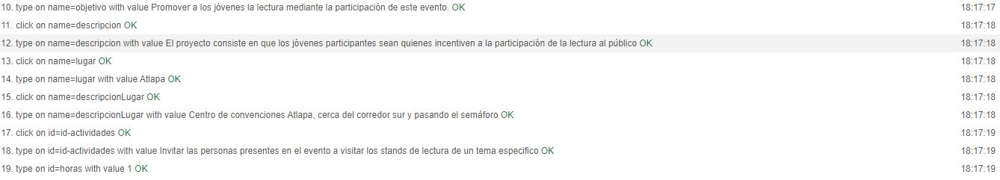 10. type on name=objetivo with value Promover a los jóvenes la lectura mediante la participación de este evento. OK 18:17:17
11. click on name=descripcion OK 18:17:18
12. type on name=descripcion with value El proyecto consiste en que los jóvenes participantes sean quienes incentiven a la participación de la lectura al público OK 18:17:18
13. click on name=lugar OK 18:17:18
14. type on name=lugar with value Atlapa OK 18:17:18
15. click on name=descripcionLugar OK 18:17:18
16. type on name=descripcionLugar with value Centro de convenciones Atlapa, cerca del corredor sur y pasando el semáforo OK 18:17:18
17. click on id=id-actividades OK 18:17:19
18. type on id=id-actividades with value Invitar las personas presentes en el evento a visitar los stands de lectura de un tema especifico OK 18:17:19
19. type on id=horas with value 1 OK 18:17:19